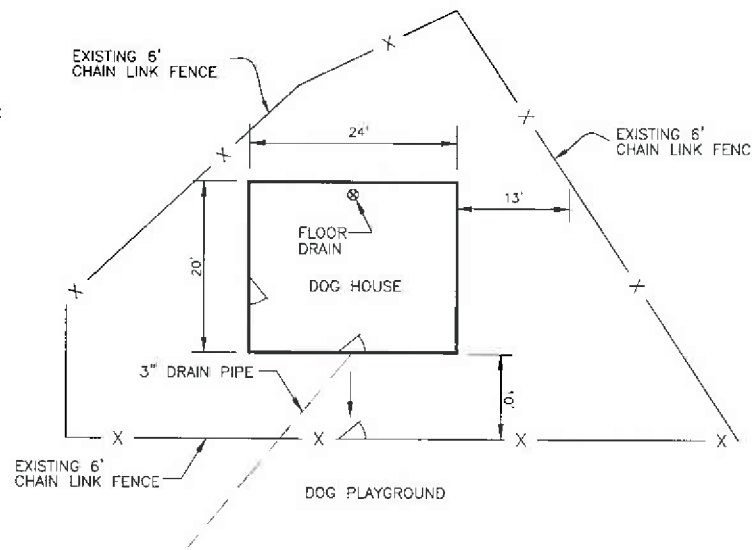 EXISTING 6'
CHAIN LINK FENCE
24'
EXISTING 6'
CHAIN LINK FENC
13'
FLOOR
DRAIN
20'
DOG HOUSE
3" DRAIN PIPE
10'
EXISTING 6'
CHAIN LINK FENCE
DOG PLAYGROUND